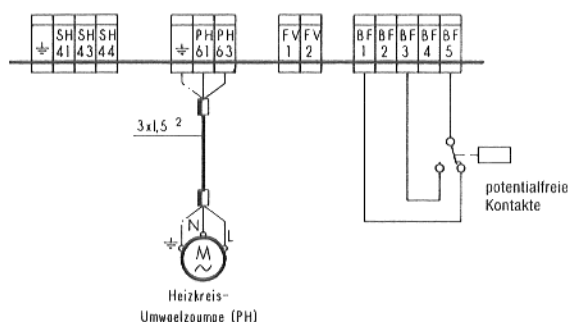 SH SH SH
41 43 44
PH PH
61 63
FV FV
1 2
BF BF BF BF BF
1 2 3 4 5
3x1,5 2
N L
M
~
potentialfreie
Kontakte
Heizkreis-
Umwaelzpumpe (PH)